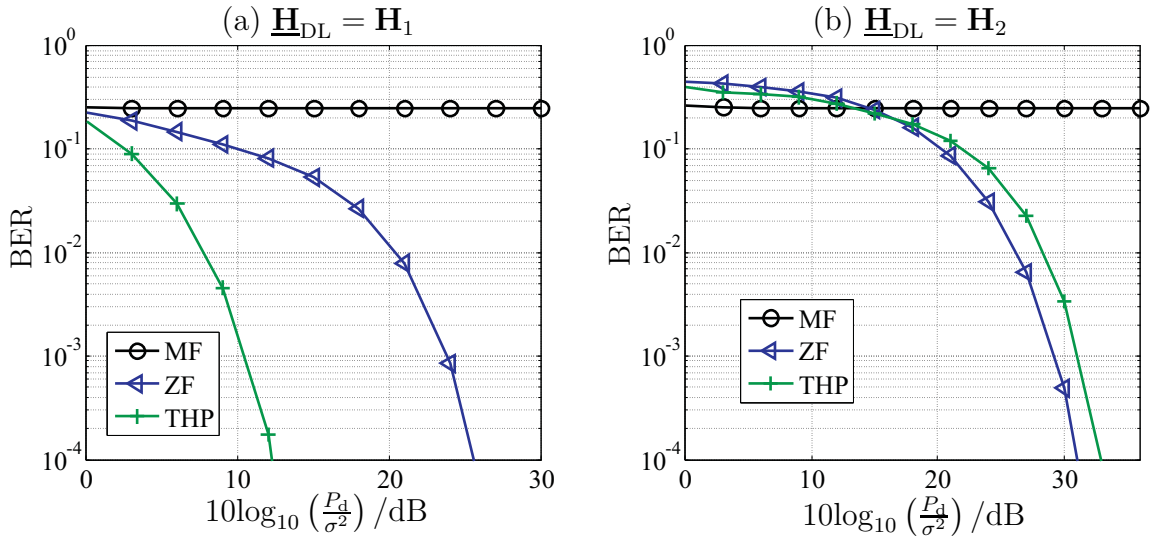 (a) H_DL = H_1
10^0
10^-1
10^-2
10^-3
10^-4
BER
MF
ZF
THP
0
10
20
30
10log_10 (P_d/σ^2) /dB
(b) H_DL = H_2
10^0
10^-1
10^-2
10^-3
10^-4
BER
MF
ZF
THP
0
10
20
30
10log_10 (P_d/σ^2) /dB